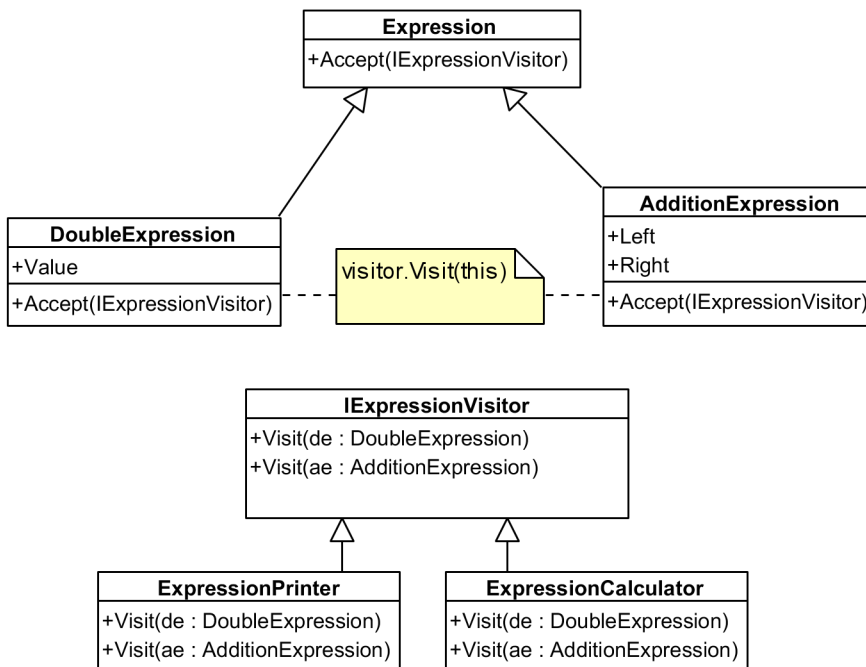 Expression
+Accept(IExpressionVisitor)
DoubleExpression
+Value
+Accept(IExpressionVisitor)
visitor.Visit(this)
AdditionExpression
+Left
+Right
+Accept(IExpressionVisitor)
IExpressionVisitor
+Visit(de : DoubleExpression)
+Visit(ae : AdditionExpression)
ExpressionPrinter
+Visit(de : DoubleExpression)
+Visit(ae : AdditionExpression)
ExpressionCalculator
+Visit(de : DoubleExpression)
+Visit(ae : AdditionExpression)